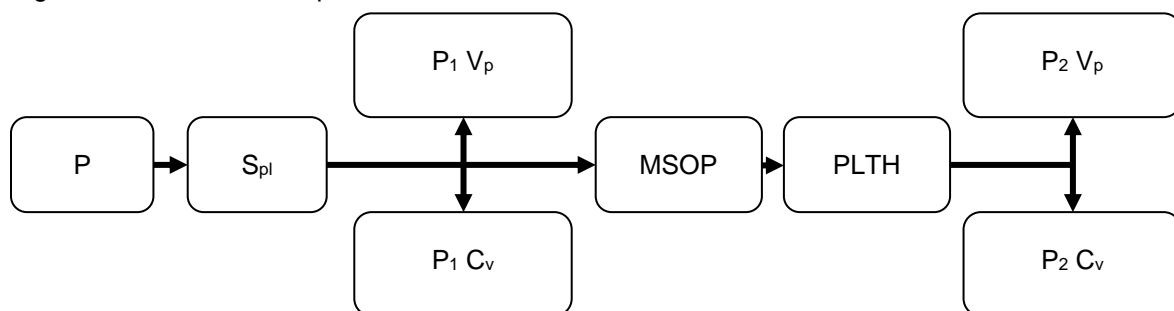 P₁ Vₚ
P₂ Vₚ
P
Sₚₗ
MSOP
PLTH
P₁ Cᵥ
P₂ Cᵥ